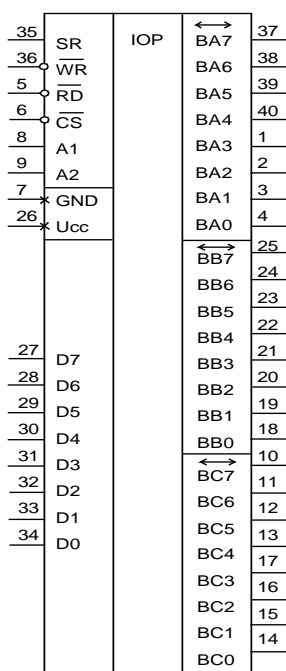 35 SR IOP BA7 37
36 WR BA6 38
5 RD BA5 39
6 CS BA4 40
8 A1 BA3 1
9 A2 BA2 2
7 GND BA1 3
26 Ucc BA0 4
BB7 25
BB6 24
BB5 23
BB4 22
27 D7 BB3 21
28 D6 BB2 20
29 D5 BB1 19
30 D4 BB0 18
31 D3 BC7 10
32 D2 BC6 11
33 D1 BC5 12
34 D0 BC4 13
BC3 17
BC2 16
BC1 15
BC0 14